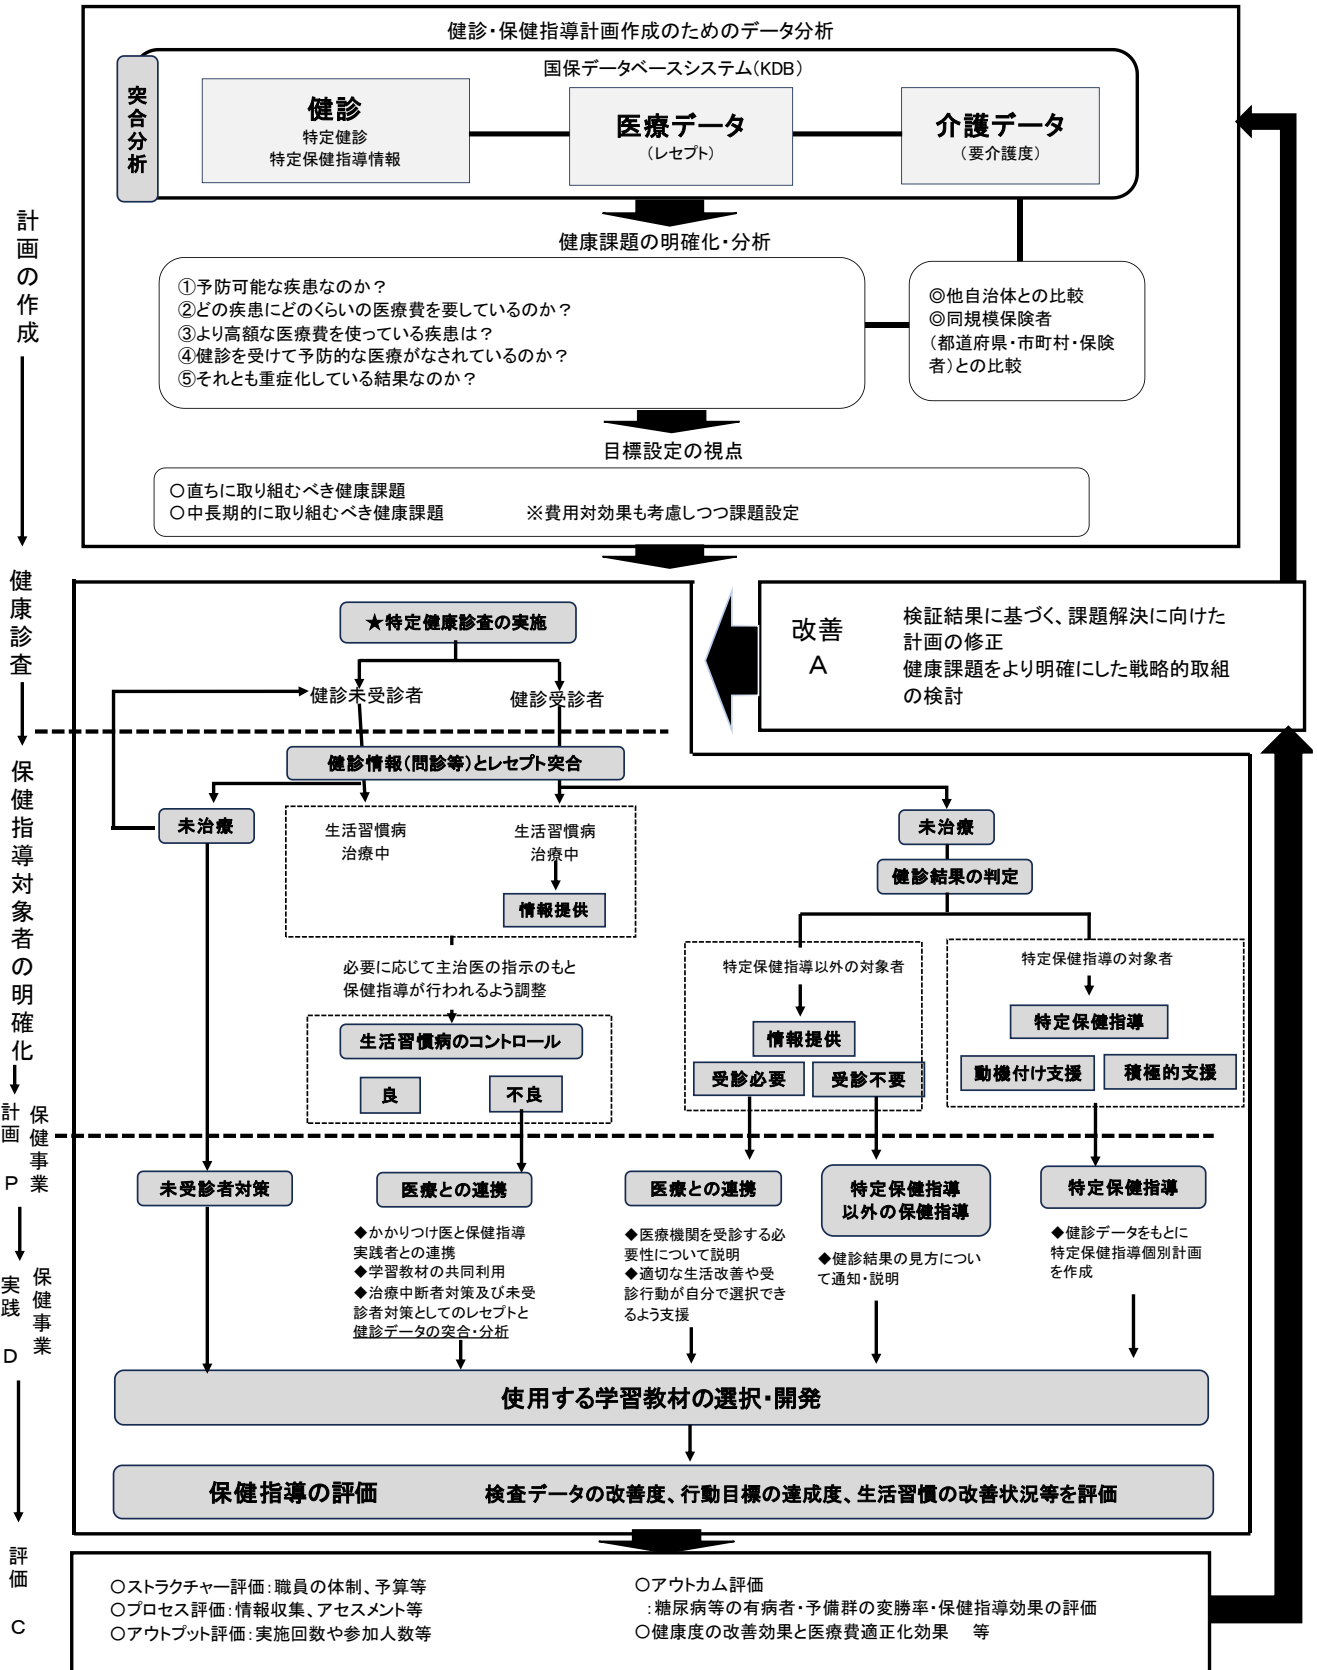 健診・保健指導計画作成のためのデータ分析
国保データベースシステム(KDB)
突合分析
健診
特定健診
特定保健指導情報
医療データ
(レセプト)
介護データ
(要介護度)
健康課題の明確化・分析
①予防可能な疾患なのか？
②どの疾患にどのくらいの医療費を要しているのか？
③より高額な医療費を使っている疾患は？
④健診を受けて予防的な医療がなされているのか？
⑤それとも重症化している結果なのか？
◎他自治体との比較
◎同規模保険者
(都道府県・市町村・保険
者)との比較
目標設定の視点
○直ちに取り組むべき健康課題
○中長期的に取り組むべき健康課題　　　※費用対効果も考慮しつつ課題設定
計画の作成
健康診査
保健指導対象者の明確化
計画 P
保健事業
実践 D
保健事業
評価 C
改善
A
検証結果に基づく、課題解決に向けた
計画の修正
健康課題をより明確にした戦略的取組
の検討
★特定健康診査の実施
健診未受診者
健診受診者
健診情報(問診等)とレセプト突合
未治療
生活習慣病
治療中
生活習慣病
治療中
情報提供
未治療
健診結果の判定
必要に応じて主治医の指示のもと
保健指導が行われるよう調整
生活習慣病のコントロール
良
不良
特定保健指導以外の対象者
情報提供
受診必要
受診不要
特定保健指導の対象者
特定保健指導
動機付け支援
積極的支援
未受診者対策
医療との連携
◆かかりつけ医と保健指導
実践者との連携
◆学習教材の共同利用
◆治療中断者対策及び未受
診者対策としてのレセプトと
健診データの突合・分析
医療との連携
◆医療機関を受診する必
要性について説明
◆適切な生活改善や受
診行動が自分で選択でき
るよう支援
特定保健指導
以外の保健指導
◆健診結果の見方につい
て通知・説明
特定保健指導
◆健診データをもとに
特定保健指導個別計画
を作成
使用する学習教材の選択・開発
保健指導の評価　　検査データの改善度、行動目標の達成度、生活習慣の改善状況等を評価
○ストラクチャー評価：職員の体制、予算等
○プロセス評価：情報収集、アセスメント等
○アウトプット評価：実施回数や参加人数等
○アウトカム評価
：糖尿病等の有病者・予備群の変勝率・保健指導効果の評価
○健康度の改善効果と医療費適正化効果　等